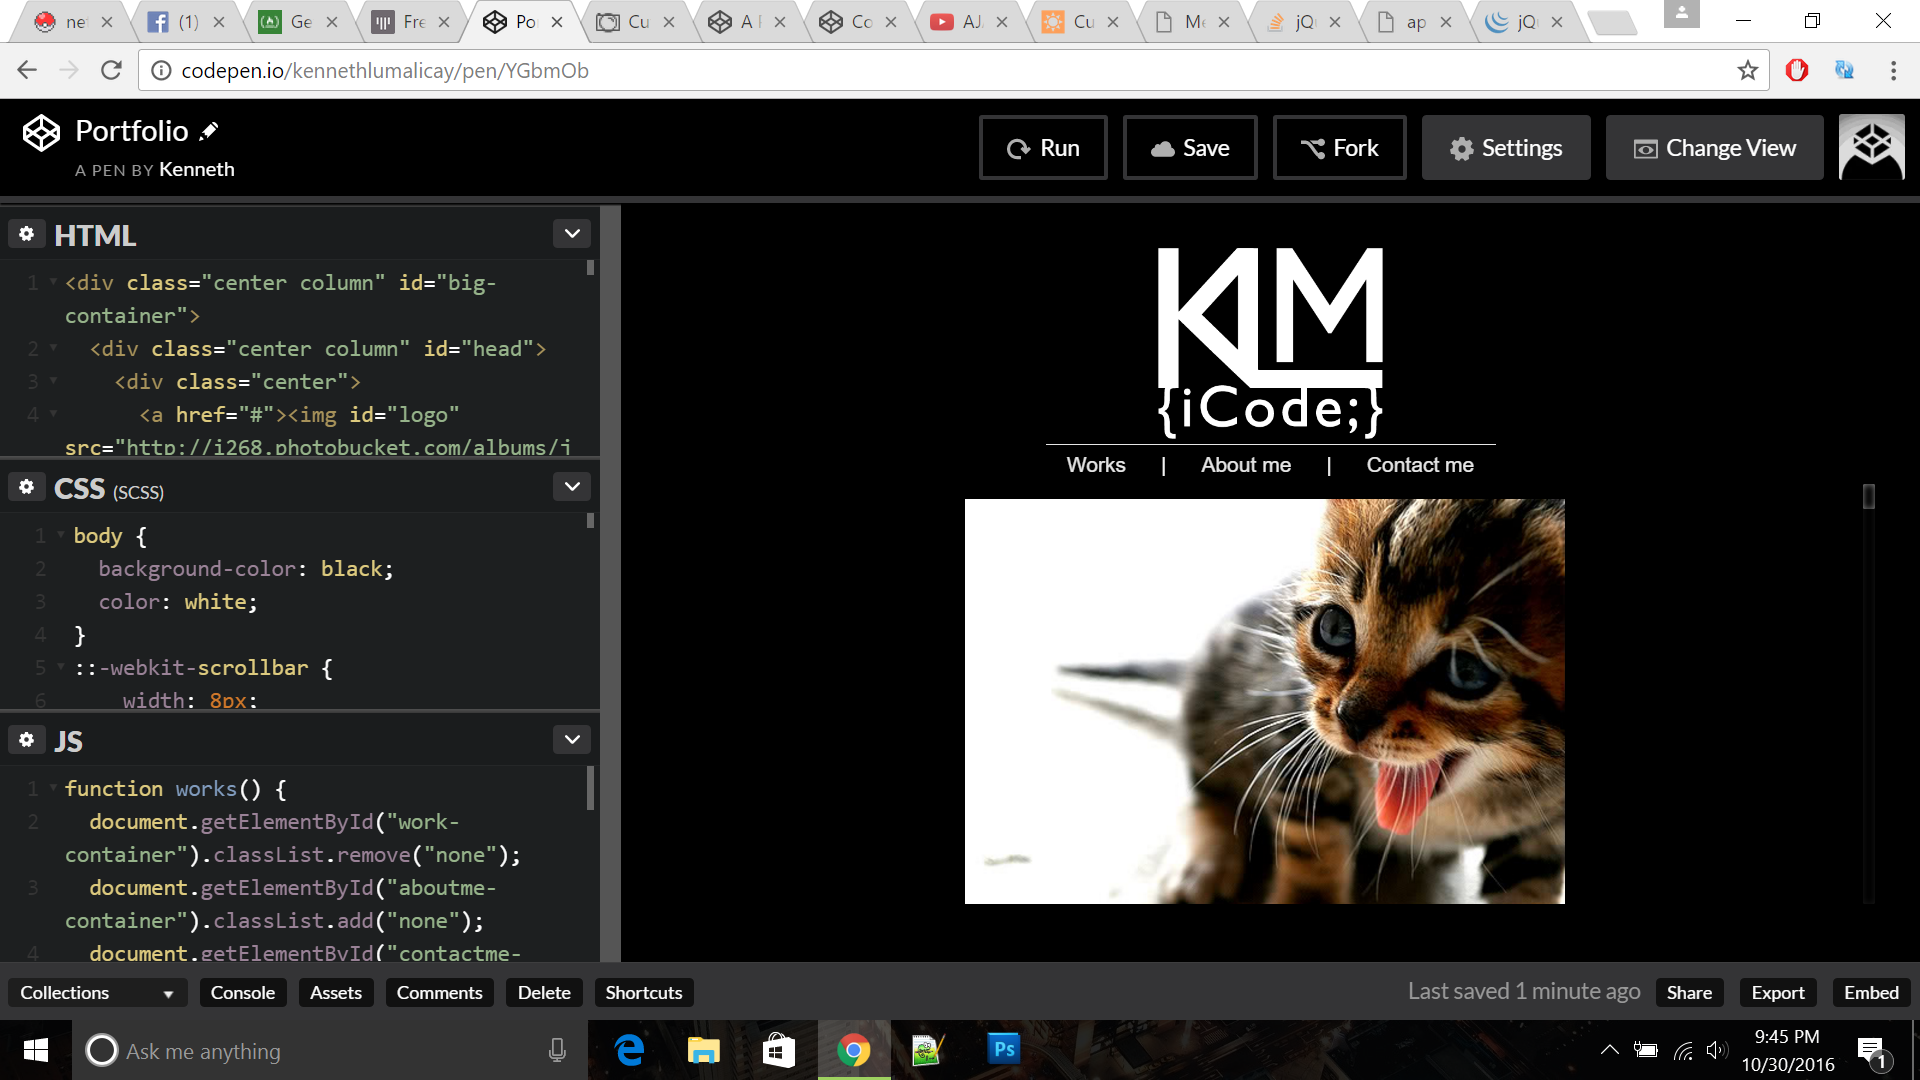 net
(1)
Ge
Fre
Po
Cu
A
Co
AJ
Cu
Me
jQ
ap
jQ
codepen.io/kennethlumalicay/pen/YGbmOb
Portfolio
A PEN BY Kenneth
Run
Save
Fork
Settings
Change View
HTML
1 <div class="center column" id="big-
container">
2 <div class="center column" id="head">
3 <div class="center">
4 <a href="#"><img id="logo"
src="http://i268.photobucket.com/albums/j
CSS (SCSS)
1 body {
2 background-color: black;
3 color: white;
4 }
5 ::-webkit-scrollbar {
6 width: 8px;
JS
1 function works() {
2 document.getElementById("work-
container").classList.remove("none");
3 document.getElementById("aboutme-
container").classList.add("none");
4 document.getElementById("contactme-
KLM
{iCode;}
Works | About me | Contact me
Collections
Console
Assets
Comments
Delete
Shortcuts
Last saved 1 minute ago
Share
Export
Embed
Ask me anything
Ps
9:45 PM
10/30/2016
1